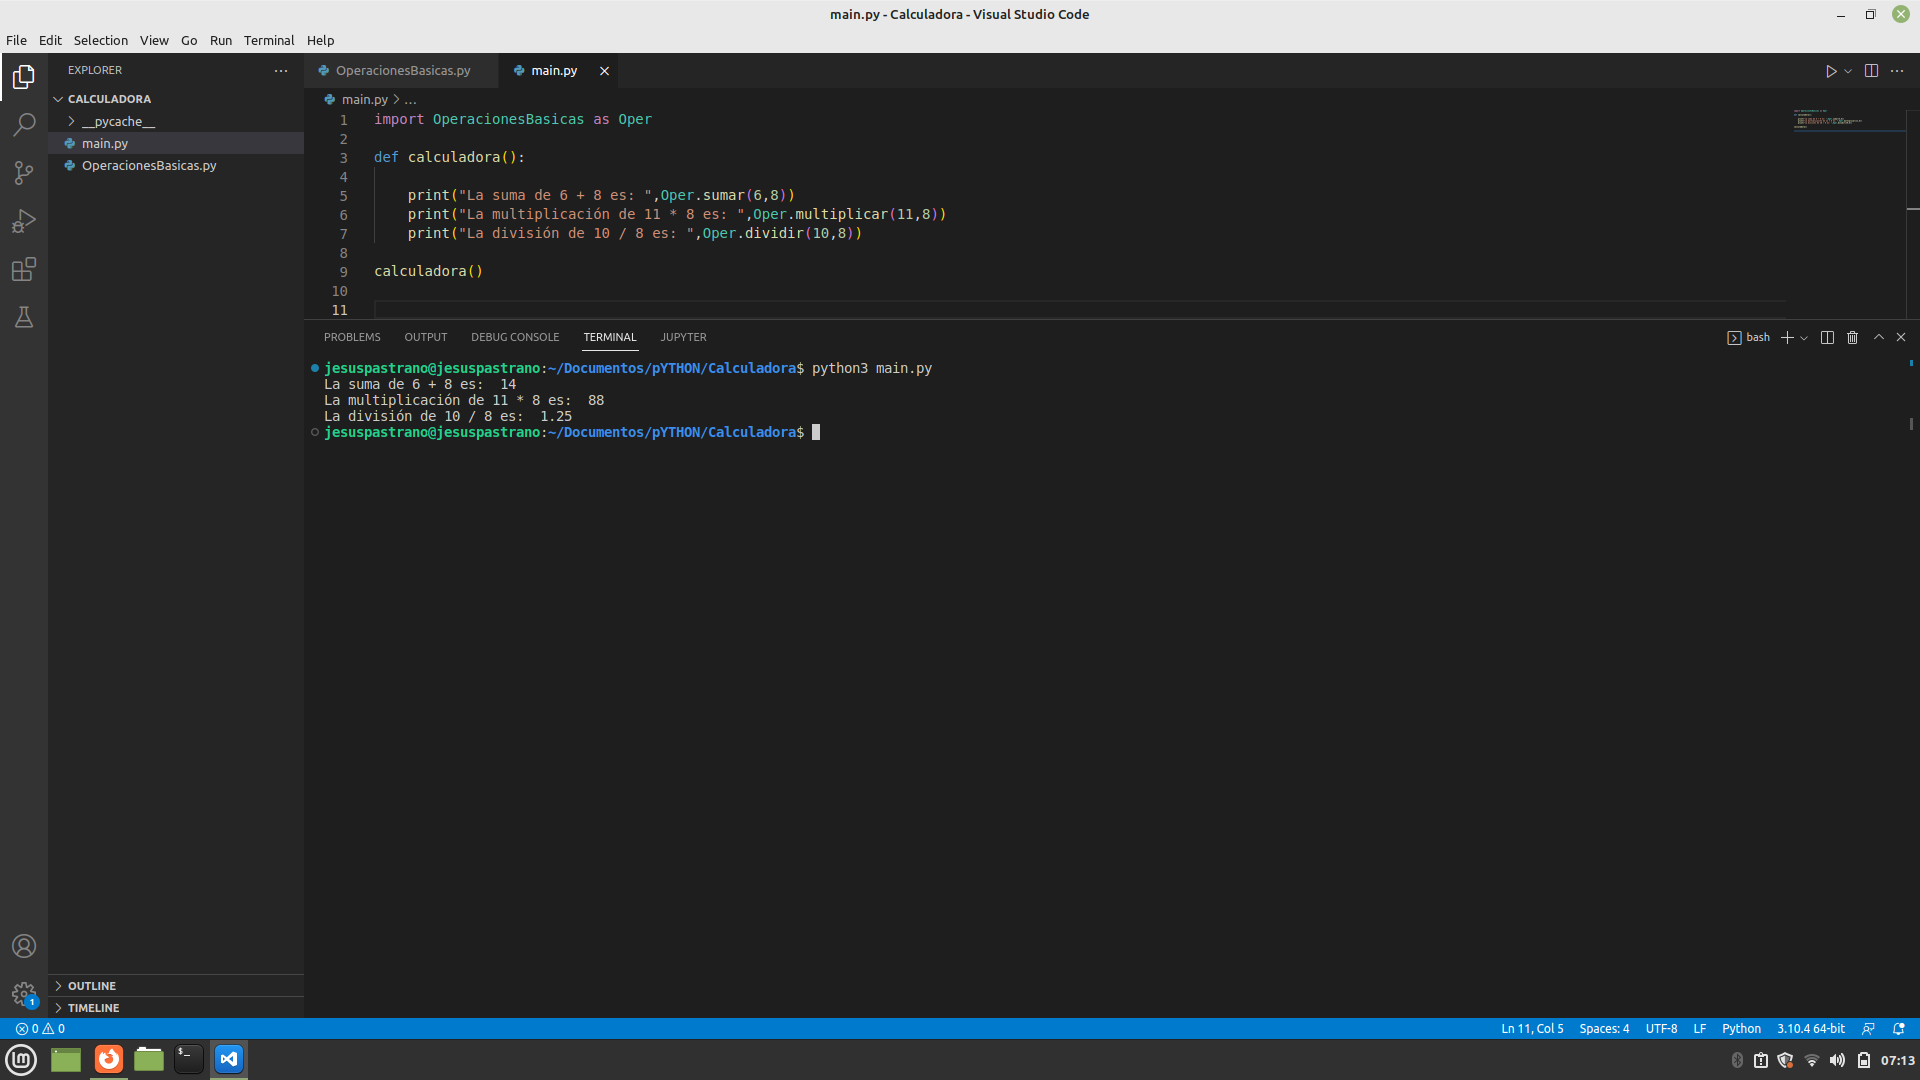 main.py - Calculadora - Visual Studio Code
File Edit Selection View Go Run Terminal Help
EXPLORER
CALCULADORA
__pycache__
main.py
OperacionesBasicas.py
OUTLINE
TIMELINE
OperacionesBasicas.py main.py
main.py > ...
1 import OperacionesBasicas as Oper
2
3 def calculadora():
4
5 print("La suma de 6 + 8 es: ",Oper.sumar(6,8))
6 print("La multiplicación de 11 * 8 es: ",Oper.multiplicar(11,8))
7 print("La división de 10 / 8 es: ",Oper.dividir(10,8))
8
9 calculadora()
10
11
PROBLEMS OUTPUT DEBUG CONSOLE TERMINAL JUPYTER
bash
jesuspastrano@jesuspastrano:~/Documentos/pYTHON/Calculadora$ python3 main.py
La suma de 6 + 8 es:  14
La multiplicación de 11 * 8 es:  88
La división de 10 / 8 es:  1.25
jesuspastrano@jesuspastrano:~/Documentos/pYTHON/Calculadora$
1
0 0
Ln 11, Col 5 Spaces: 4 UTF-8 LF Python 3.10.4 64-bit
07:13